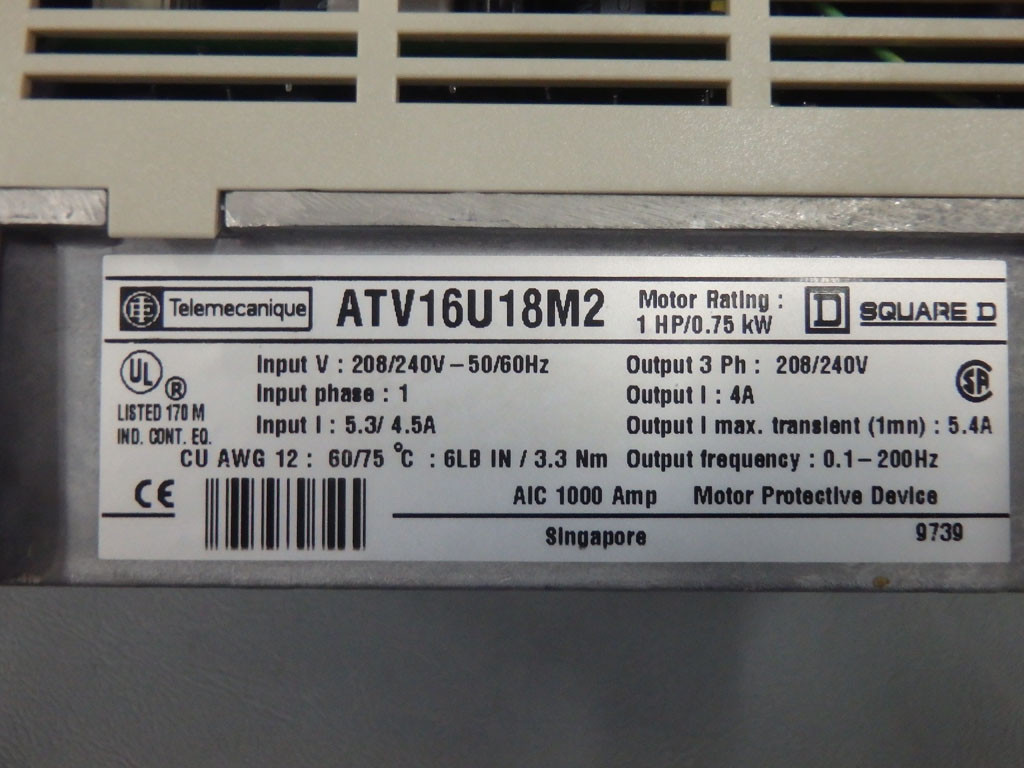 Telemecanique ATV16U18M2 Motor Rating : 1 HP/0.75 kW D SQUARE D
UL ®
LISTED 170 M
IND. CONT. EQ.
Input V : 208/240V – 50/60Hz
Input phase : 1
Input I : 5.3/ 4.5A
Output 3 Ph : 208/240V
Output I : 4A
Output I max. transient (1mn) : 5.4A
SA
CU AWG 12 : 60/75 °C : 6LB IN / 3.3 Nm Output frequency : 0.1 – 200Hz
CE AIC 1000 Amp Motor Protective Device
Singapore 9739